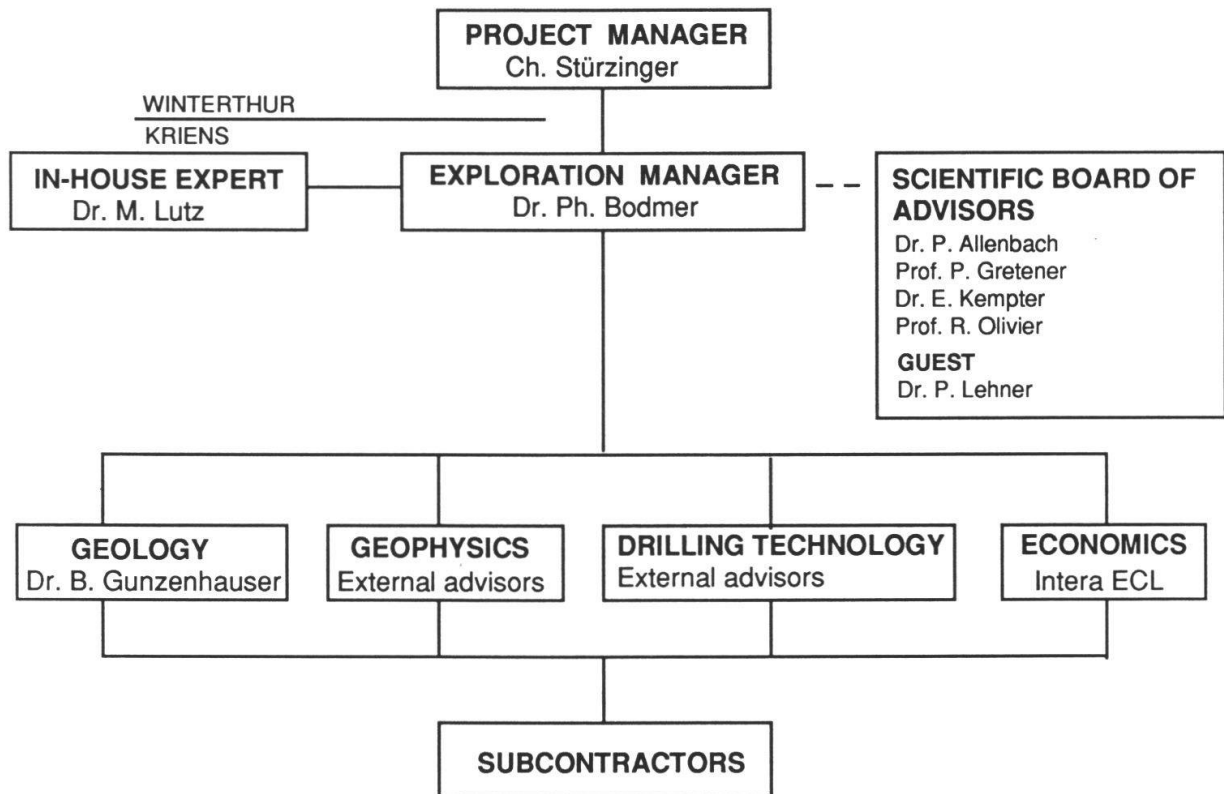 PROJECT MANAGER
Ch. Stürzinger
WINTERTHUR
KRIENS
IN-HOUSE EXPERT
Dr. M. Lutz
EXPLORATION MANAGER
Dr. Ph. Bodmer
SCIENTIFIC BOARD OF
ADVISORS
Dr. P. Allenbach
Prof. P. Gretener
Dr. E. Kempter
Prof. R. Olivier
GUEST
Dr. P. Lehner
GEOLOGY
Dr. B. Gunzenhauser
GEOPHYSICS
External advisors
DRILLING TECHNOLOGY
External advisors
ECONOMICS
Intera ECL
SUBCONTRACTORS